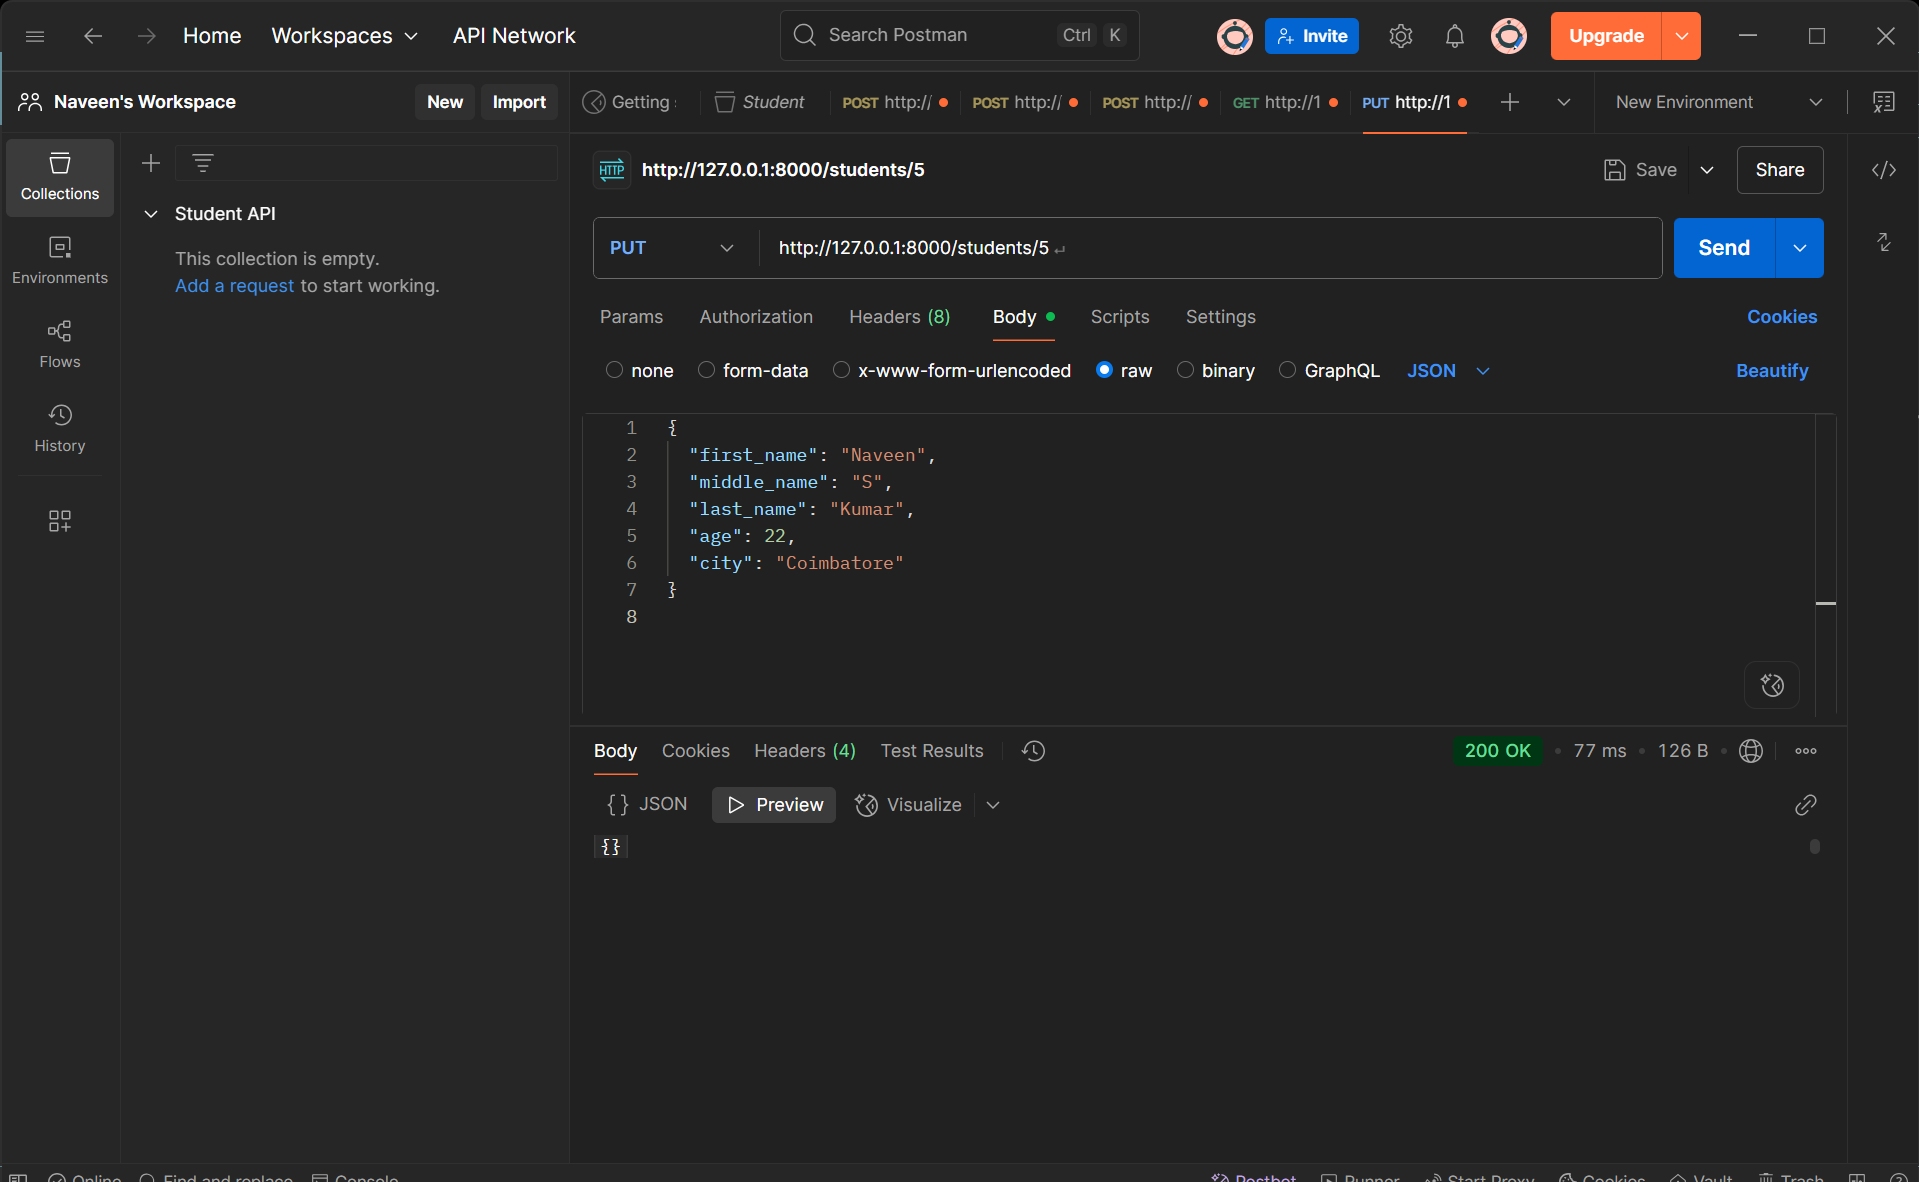 Home Workspaces API Network Search Postman Ctrl K Invite Upgrade
Naveen's Workspace New Import Getting Student POST http:// POST http:// POST http:// GET http://1 PUT http://1 New Environment
Collections
Environments
Flows
History
Student API
This collection is empty.
Add a request to start working.
HTTP http://127.0.0.1:8000/students/5 Save Share
PUT http://127.0.0.1:8000/students/5 ↵ Send
Params Authorization Headers (8) Body Scripts Settings Cookies
none form-data x-www-form-urlencoded raw binary GraphQL JSON Beautify
1 {
2 "first_name": "Naveen",
3 "middle_name": "S",
4 "last_name": "Kumar",
5 "age": 22,
6 "city": "Coimbatore"
7 }
8
Body Cookies Headers (4) Test Results 200 OK • 77 ms • 126 B
{} JSON Preview Visualize
{}
Online Find and replace Console Postbot Runner Start Proxy Cookies Vault Trash